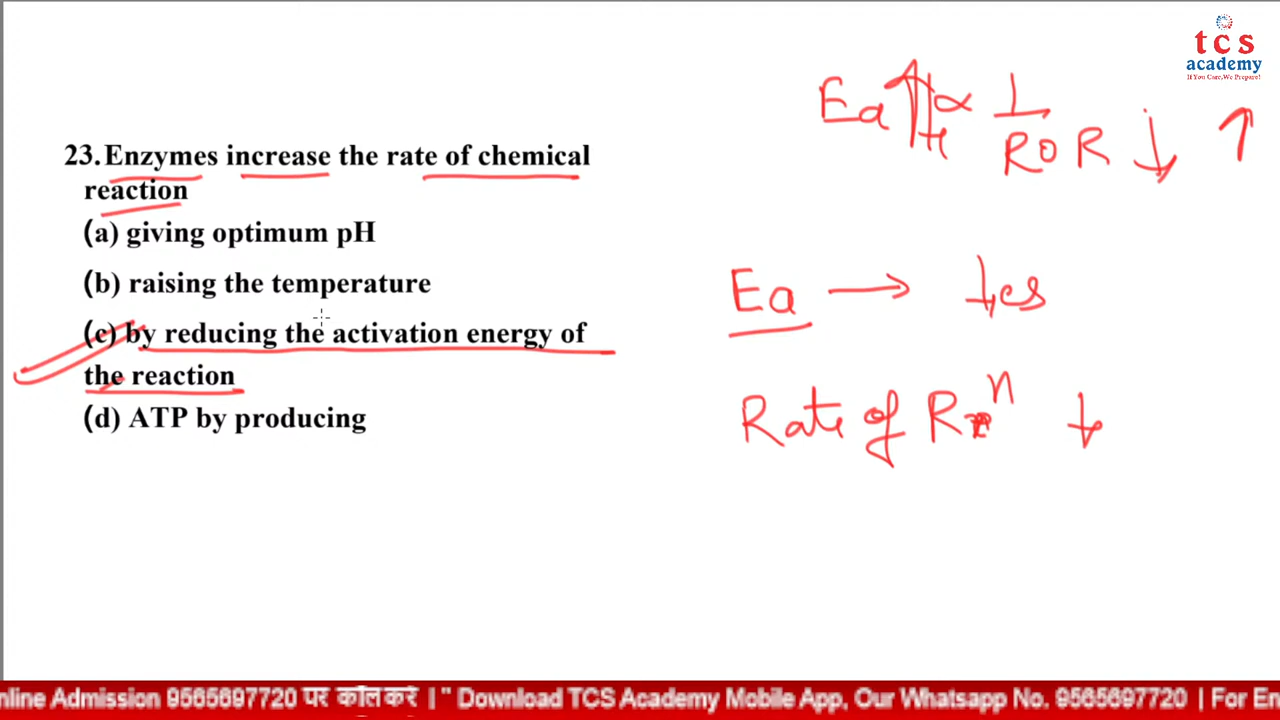 tcs
academy
If You Care,We Prepare!
Ea ↑ ∝ 1/ROR ↓ ↑
23.Enzymes increase the rate of chemical
reaction
(a) giving optimum pH
(b) raising the temperature
(c) by reducing the activation energy of
the reaction
(d) ATP by producing
Ea → ↓es
Rate of Rxn ↓
nline Admission 9565697720 पर कॉल करें | " Download TCS Academy Mobile App, Our Whatsapp No. 9565697720 | For En